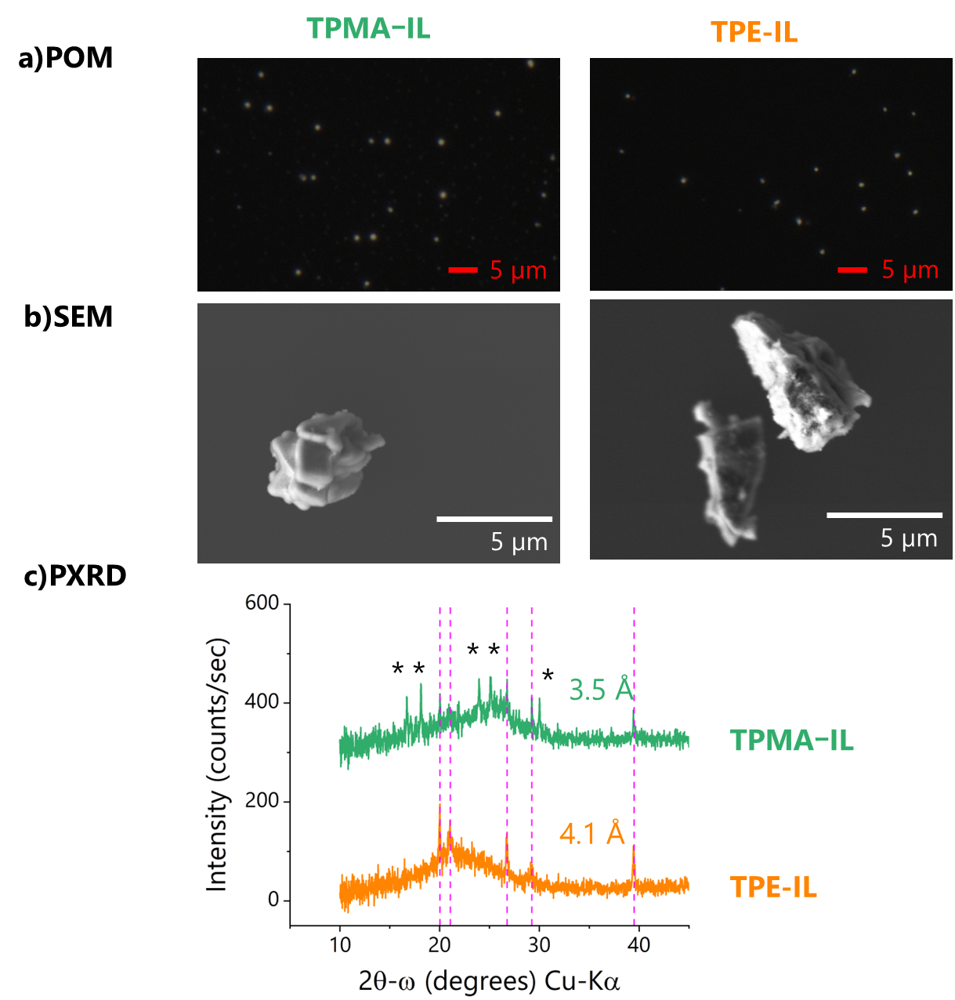 TPMA–IL
TPE-IL
a)POM
5 μm
5 μm
b)SEM
5 μm
5 μm
c)PXRD
600
400
200
0
Intensity (counts/sec)
* *
* *
*
3.5 Å
4.1 Å
TPMA–IL
TPE-IL
10 20 30 40
2θ-ω (degrees) Cu-Kα